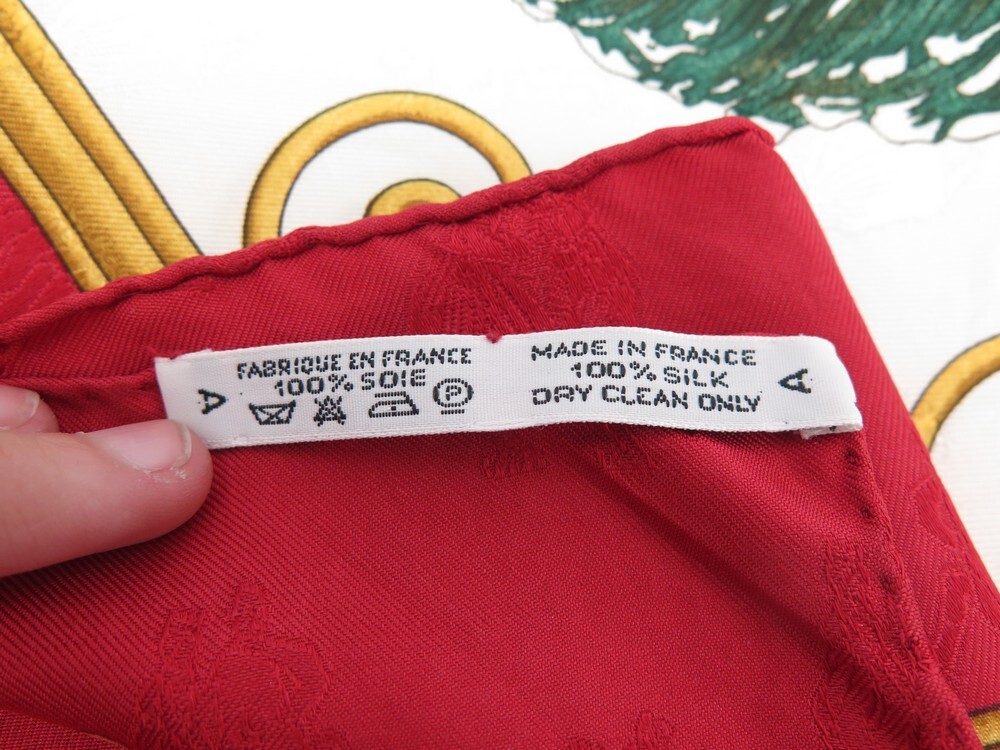 A
FABRIQUE EN FRANCE
100% SOIE
P
MADE IN FRANCE
100% SILK
DRY CLEAN ONLY
A